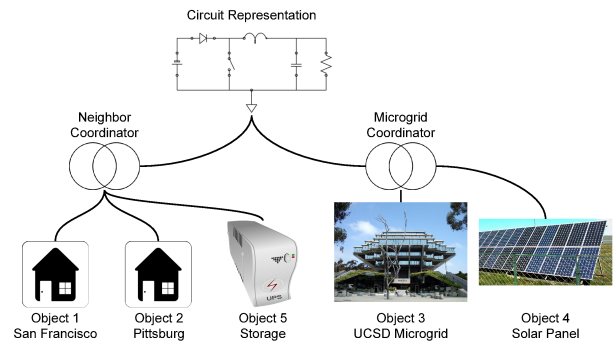 Circuit Representation
Neighbor
Coordinator
Microgrid
Coordinator
UPS
Object 1
San Francisco
Object 2
Pittsburg
Object 5
Storage
Object 3
UCSD Microgrid
Object 4
Solar Panel